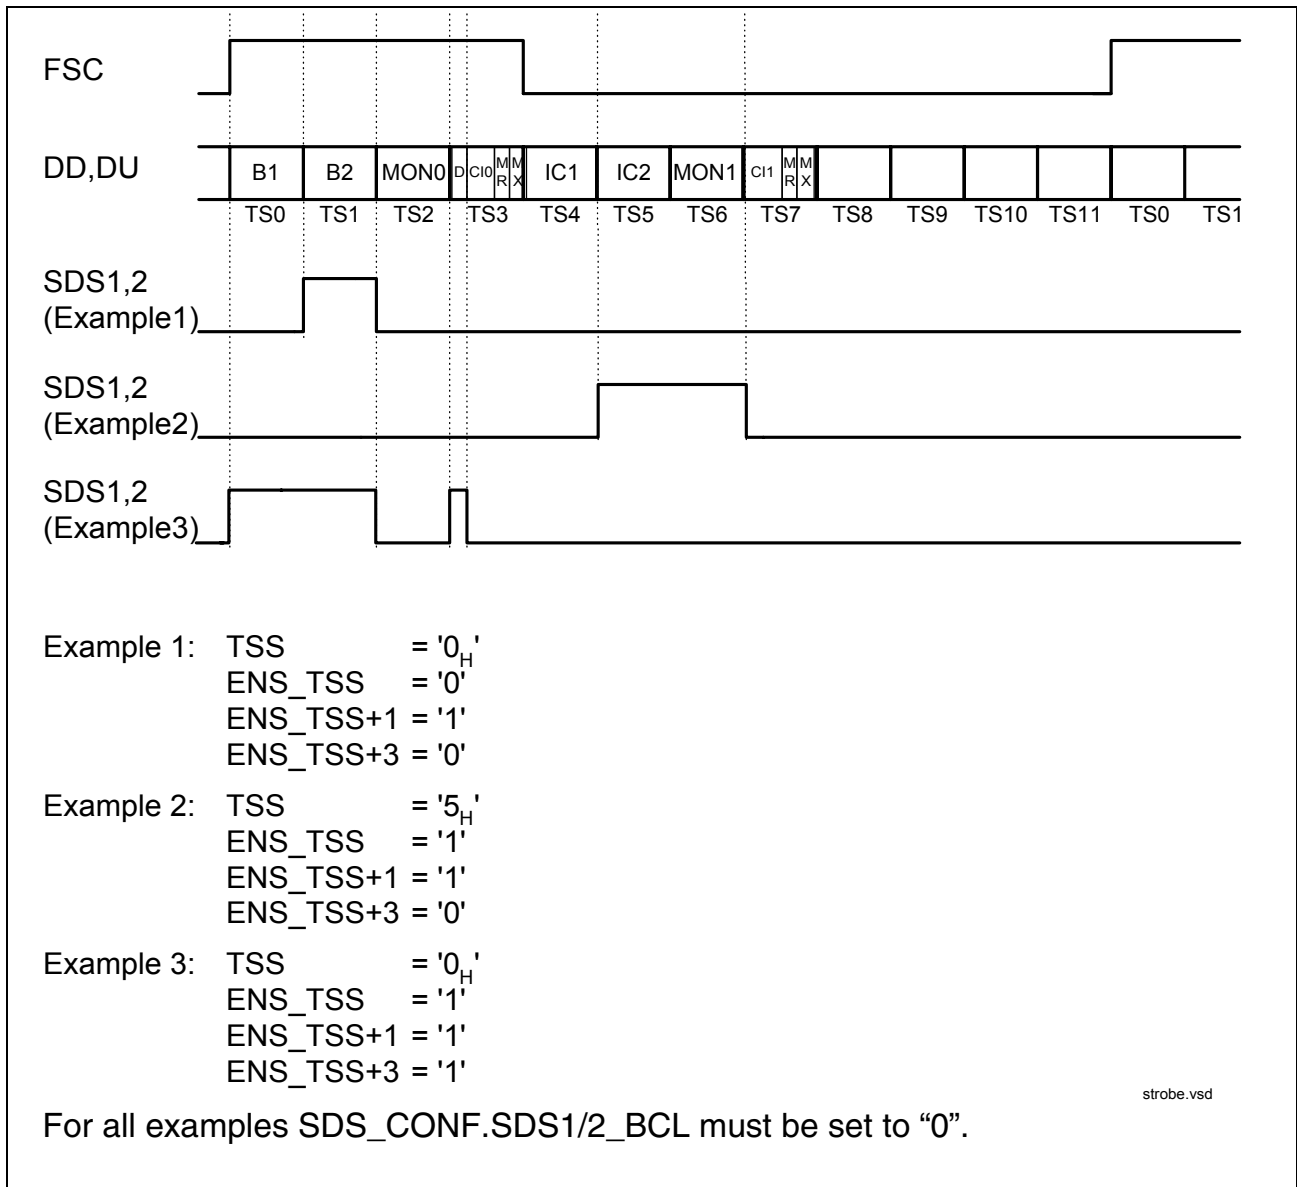 FSC
DD,DU
B1 B2 MON0 D CI0 MR MX IC1 IC2 MON1 CI1 MR MX
TS0 TS1 TS2 TS3 TS4 TS5 TS6 TS7 TS8 TS9 TS10 TS11 TS0 TS1
SDS1,2
(Example1)
SDS1,2
(Example2)
SDS1,2
(Example3)
Example 1: TSS = '0H'
ENS_TSS = '0'
ENS_TSS+1 = '1'
ENS_TSS+3 = '0'
Example 2: TSS = '5H'
ENS_TSS = '1'
ENS_TSS+1 = '1'
ENS_TSS+3 = '0'
Example 3: TSS = '0H'
ENS_TSS = '1'
ENS_TSS+1 = '1'
ENS_TSS+3 = '1'
strobe.vsd
For all examples SDS_CONF.SDS1/2_BCL must be set to “0”.